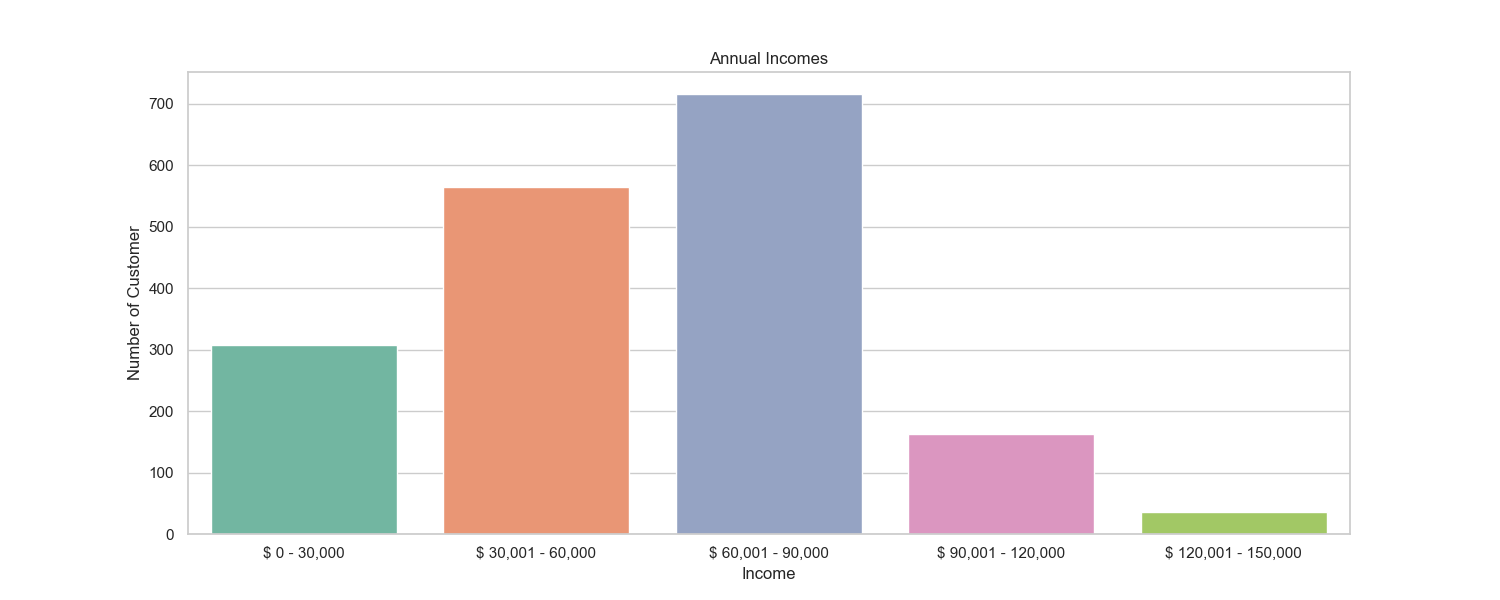 Annual Incomes
Number of Customer
700
600
500
400
300
200
100
0
$ 0 - 30,000
$ 30,001 - 60,000
$ 60,001 - 90,000
$ 90,001 - 120,000
$ 120,001 - 150,000
Income